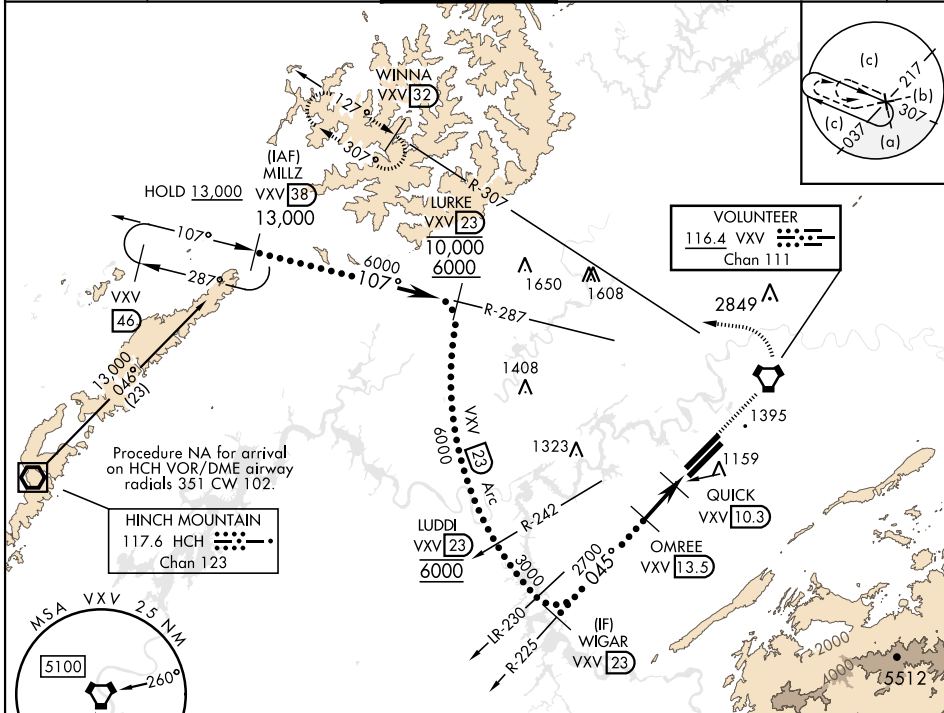 WINNA
VXV 32
127°
307°
R-307
(c)
217
(b)
307
(c)
037
(a)
(IAF)
MILLZ
HOLD 13,000
VXV 38
13,000
107°
287°
VXV
46
6000
107°
LURKE
VXV 23
10,000
6000
R-287
1650
1608
VOLUNTEER
116.4 VXV
Chan 111
2849
13,000
046°
(23)
1408
1395
6000
VXV
23
Arc
1323
1159
Procedure NA for arrival
on HCH VOR/DME airway
radials 351 CW 102.
HINCH MOUNTAIN
117.6 HCH
Chan 123
QUICK
VXV 10.3
LUDDI
VXV 23
6000
R-242
OMREE
VXV 13.5
3000
2700
045°
LR-230
R-225
(IF)
WIGAR
VXV 23
MSA VXV 25 NM
5100
260°
2000
4000
5512